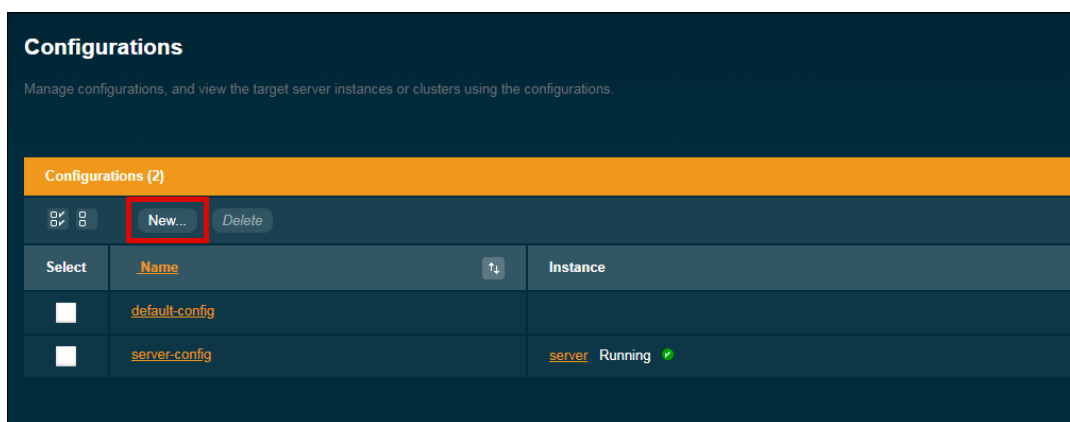 Configurations
Manage configurations, and view the target server instances or clusters using the configurations.
Configurations (2)
New... Delete
Select Name Instance
default-config
server-config server Running